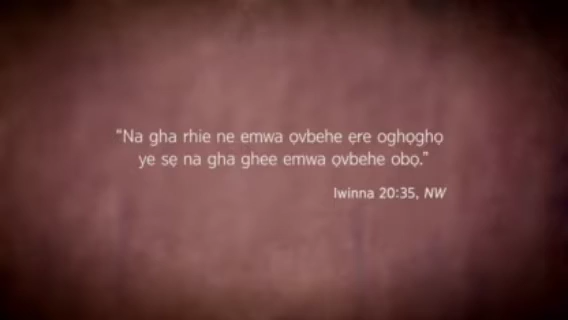 “Na gha rhie ne emwa ọvbehe ẹre oghọghọ
ye sẹ na gha ghee emwa ọvbehe obọ.”
Iwinna 20:35, NW